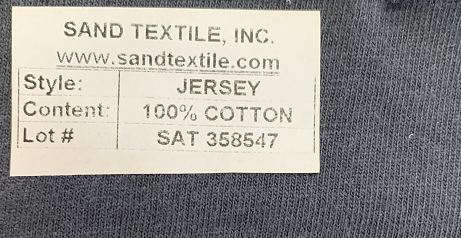 SAND TEXTILE, INC.
www.sandtextile.com
Style: JERSEY
Content: 100% COTTON
Lot # SAT 358547